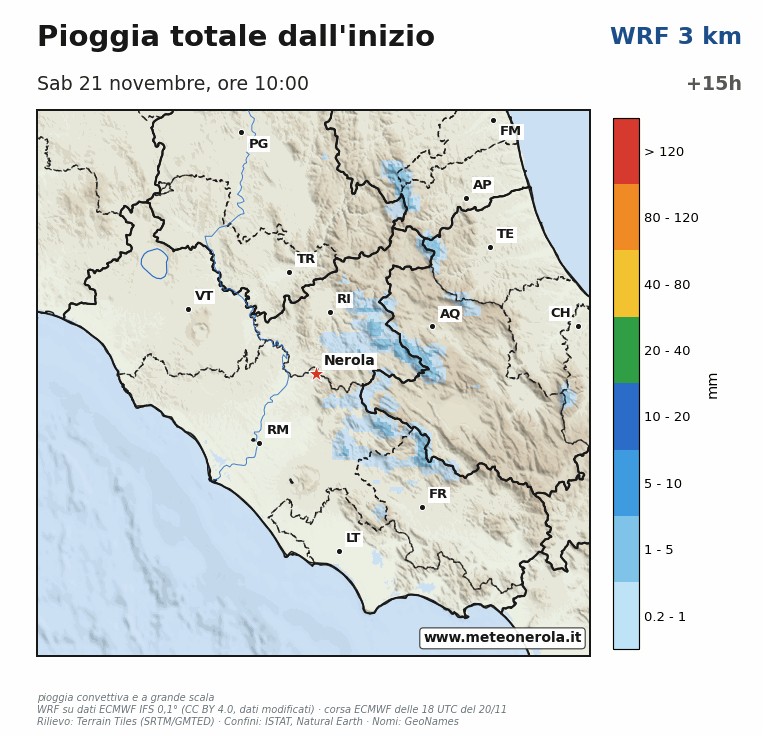 Pioggia totale dall'inizio
WRF 3 km
Sab 21 novembre, ore 10:00
+15h
FM
PG
AP
TE
TR
VT
RI
AQ
CH
Nerola
RM
FR
LT
www.meteonerola.it
> 120
80 - 120
40 - 80
20 - 40
10 - 20
5 - 10
1 - 5
0.2 - 1
mm
pioggia convettiva e a grande scala
WRF su dati ECMWF IFS 0,1° (CC BY 4.0, dati modificati) · corsa ECMWF delle 18 UTC del 20/11
Rilievo: Terrain Tiles (SRTM/GMTED) · Confini: ISTAT, Natural Earth · Nomi: GeoNames